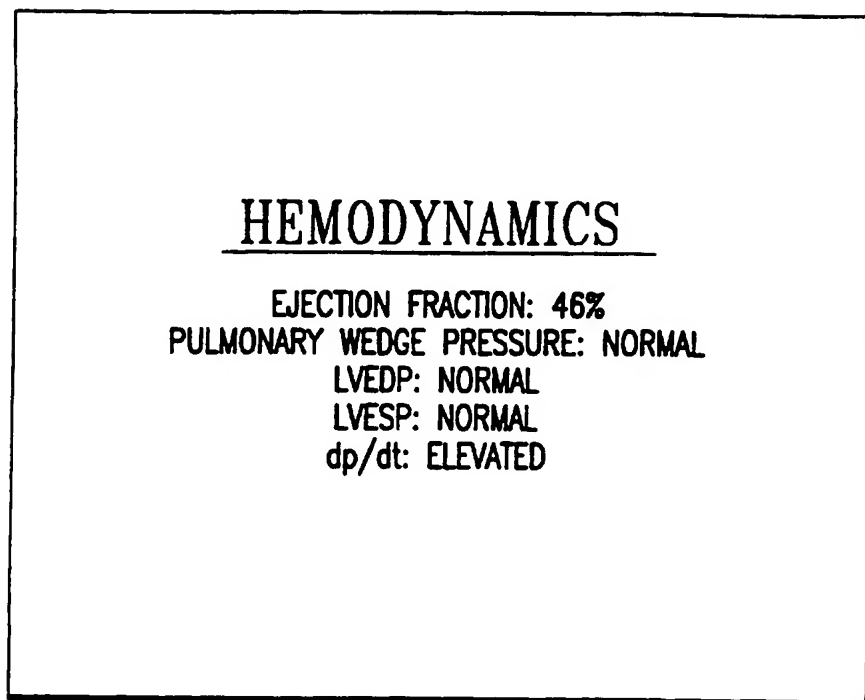 HEMODYNAMICS
EJECTION FRACTION: 46%
PULMONARY WEDGE PRESSURE: NORMAL
LVEDP: NORMAL
LVESP: NORMAL
dp/dt: ELEVATED